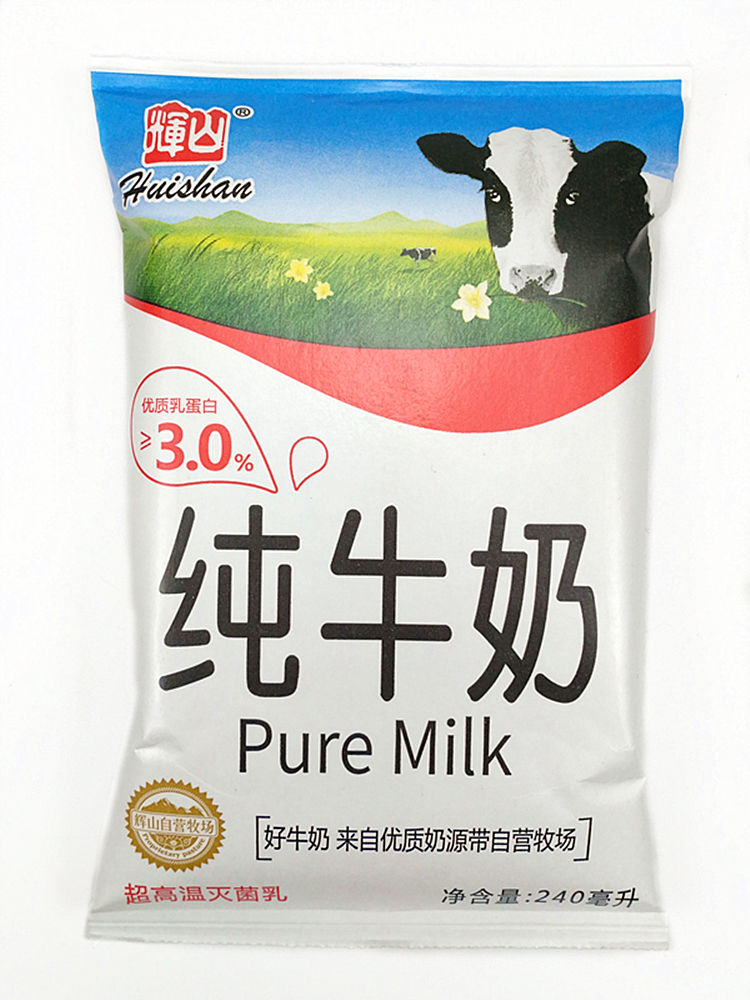 輝山®
Huishan
优质乳蛋白
≥3.0%
纯牛奶
Pure Milk
辉山自营牧场
Proprietary pasture
[好牛奶 来自优质奶源带自营牧场]
超高温灭菌乳
净含量:240毫升